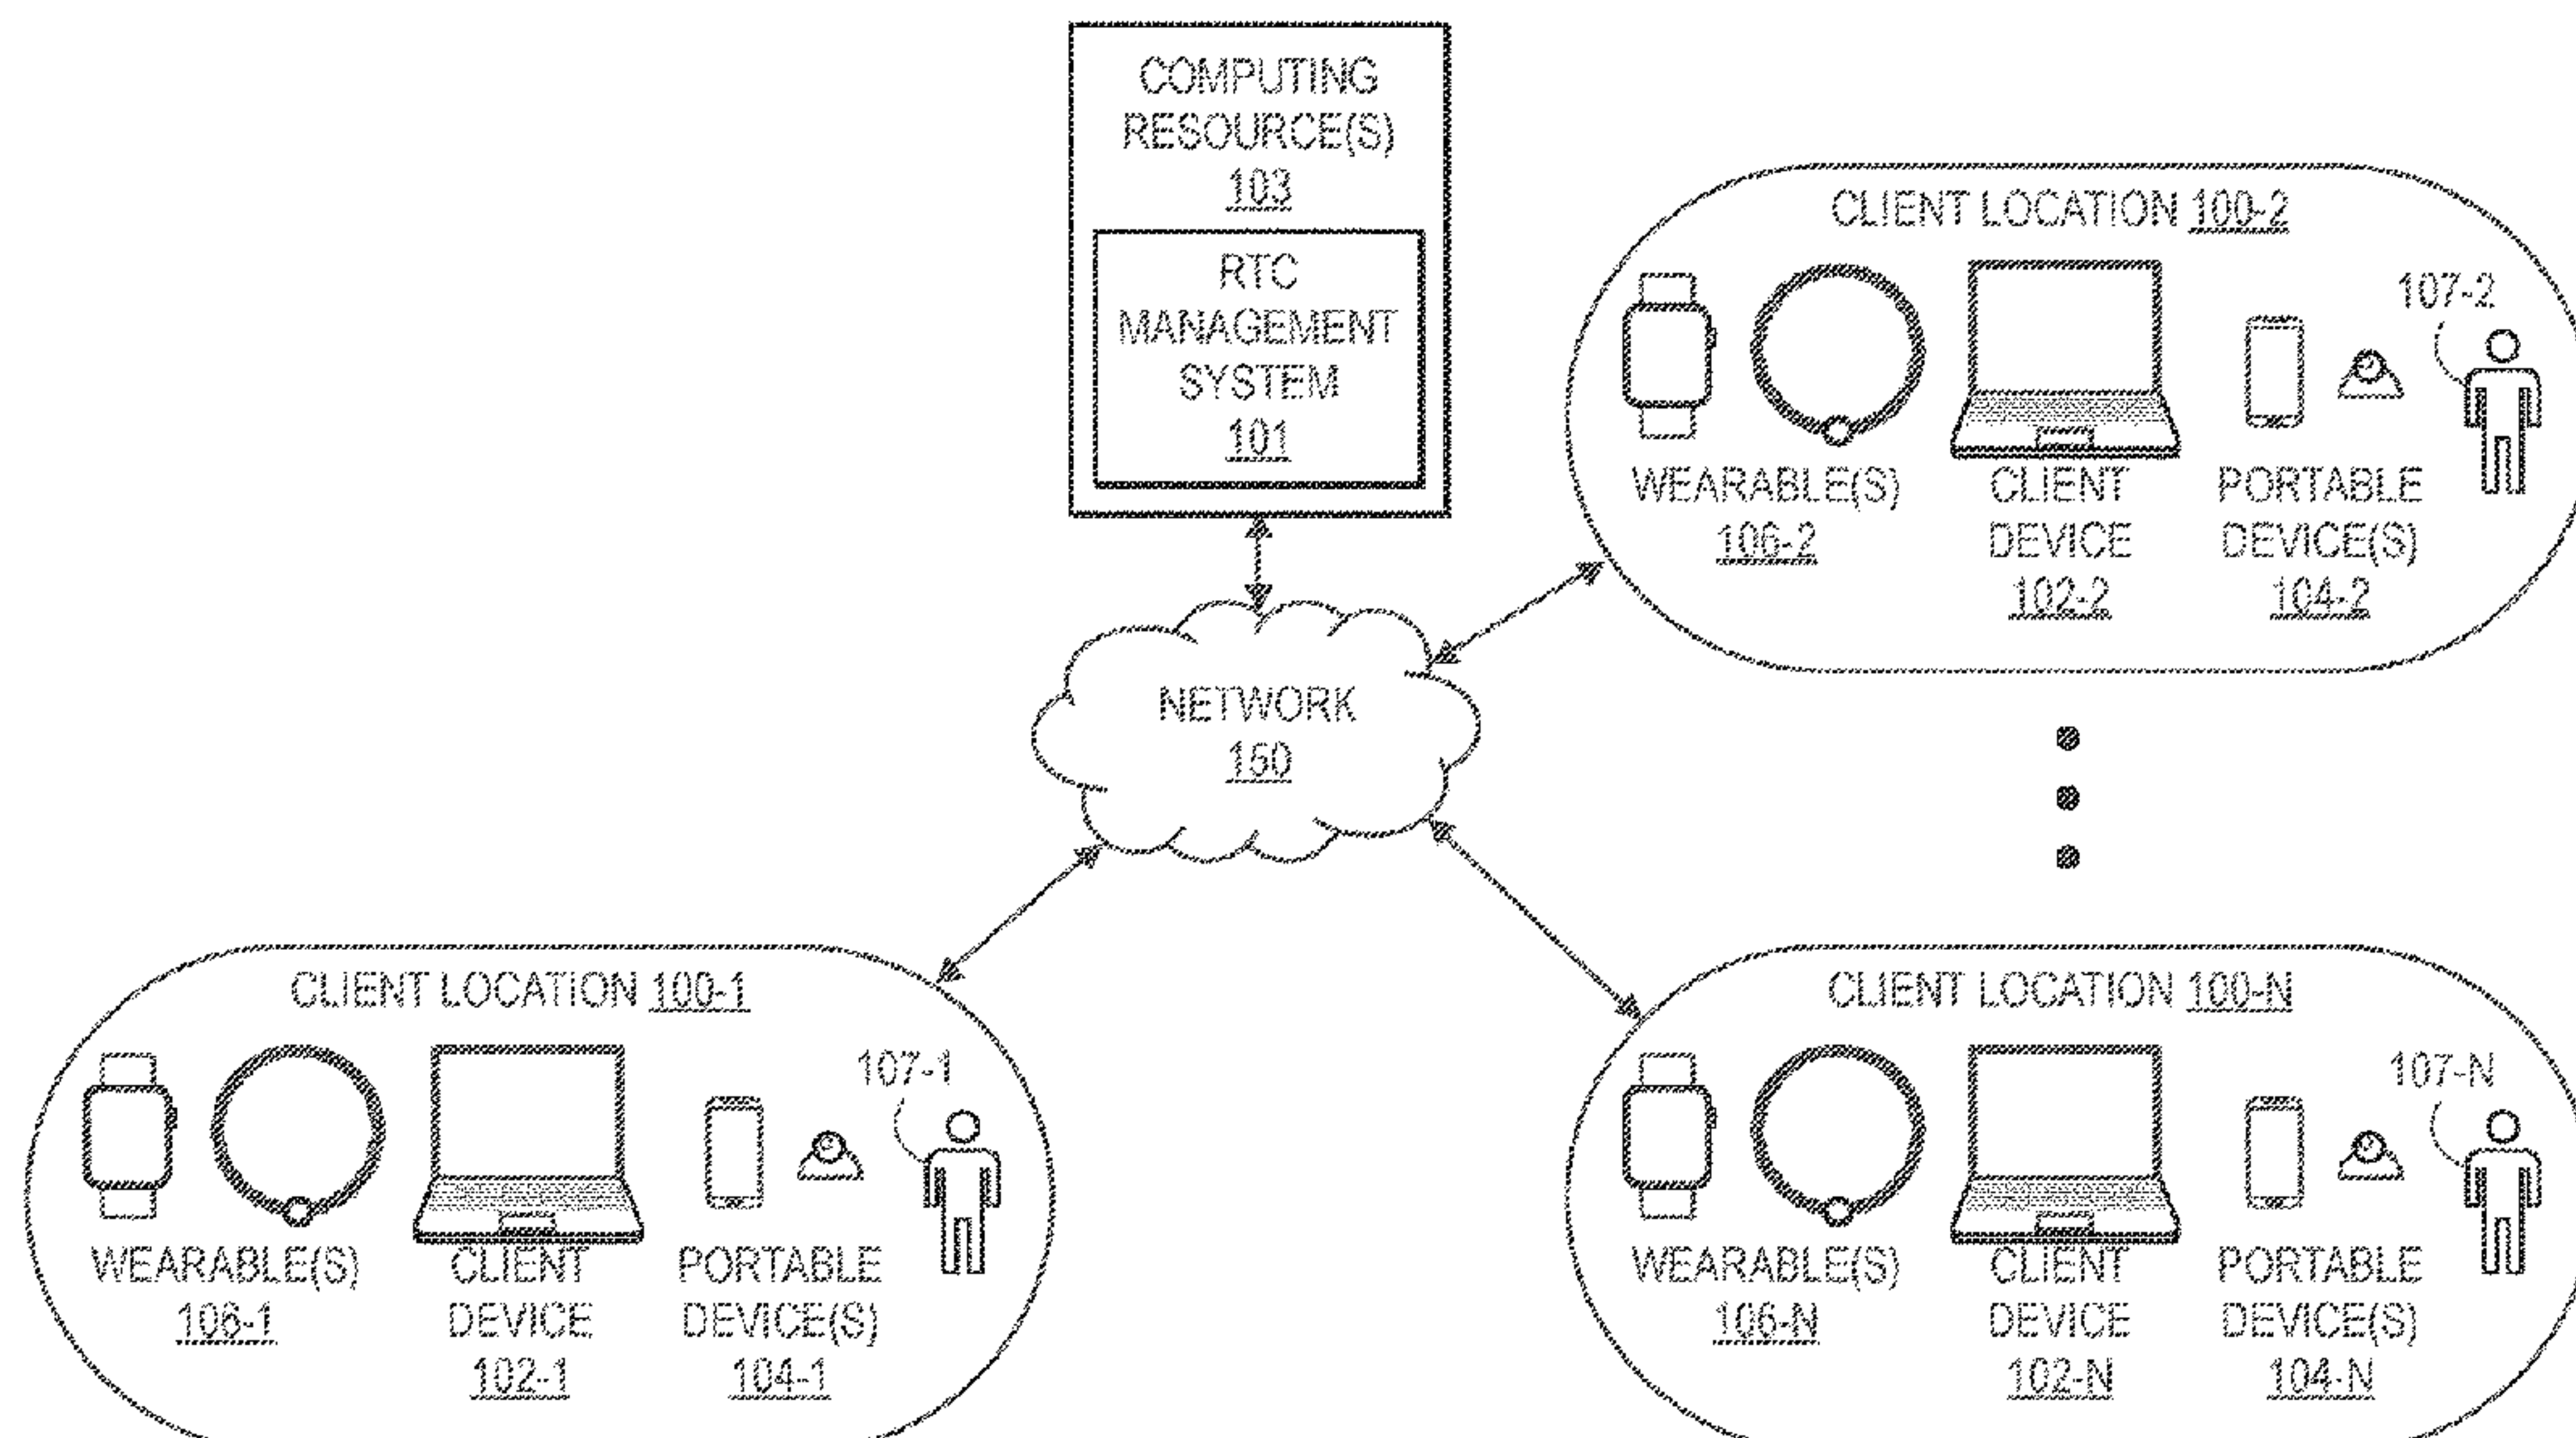 COMPUTING
RESOURCE(S)
103
RTC
MANAGEMENT
SYSTEM
101
CLIENT LOCATION 100-2
107-2
WEARABLE(S)
106-2
CLIENT
DEVICE
102-2
PORTABLE
DEVICE(S)
104-2
NETWORK
150
CLIENT LOCATION 100-1
107-1
WEARABLE(S)
106-1
CLIENT
DEVICE
102-1
PORTABLE
DEVICE(S)
104-1
CLIENT LOCATION 100-N
107-N
WEARABLE(S)
106-N
CLIENT
DEVICE
102-N
PORTABLE
DEVICE(S)
104-N